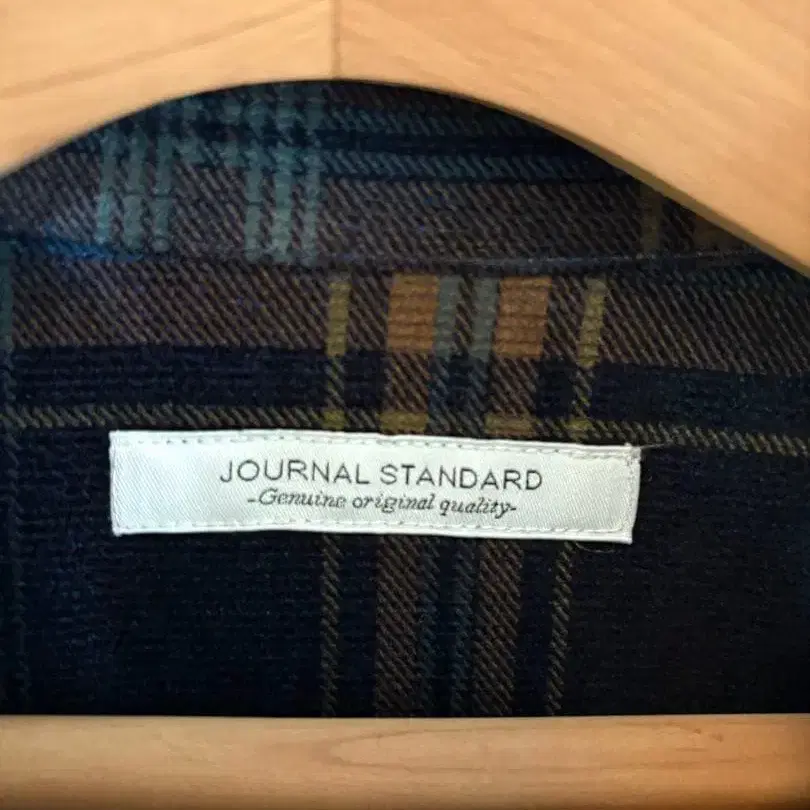 JOURNAL STANDARD
-Genuine original quality-